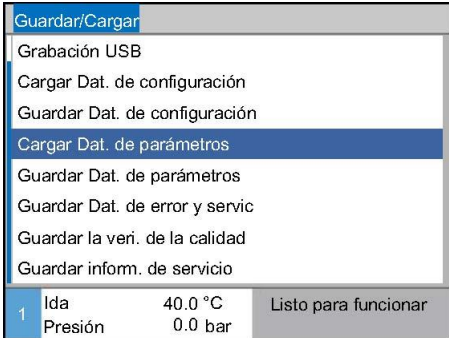 Guardar/Cargar
Grabación USB
Cargar Dat. de configuración
Guardar Dat. de configuración
Cargar Dat. de parámetros
Guardar Dat. de parámetros
Guardar Dat. de error y servic
Guardar la veri. de la calidad
Guardar inform. de servicio
1 Ida 40.0 °C Listo para funcionar
Presión 0.0 bar